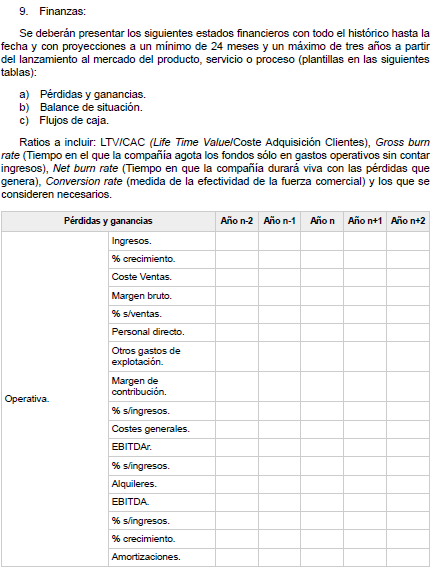 9. Finanzas:
Se deberán presentar los siguientes estados financieros con todo el histórico hasta la
fecha y con proyecciones a un mínimo de 24 meses y un máximo de tres años a partir
del lanzamiento al mercado del producto, servicio o proceso (plantillas en las siguientes
tablas):
a) Pérdidas y ganancias.
b) Balance de situación.
c) Flujos de caja.
Ratios a incluir: LTV/CAC (Life Time Value/Coste Adquisición Clientes), Gross burn
rate (Tiempo en el que la compañía agota los fondos sólo en gastos operativos sin contar
ingresos), Net burn rate (Tiempo en que la compañía durará viva con las pérdidas que
genera), Conversion rate (medida de la efectividad de la fuerza comercial) y los que se
consideren necesarios.
Pérdidas y ganancias Año n-2 Año n-1 Año n Año n+1 Año n+2
Operativa.
Ingresos.
% crecimiento.
Coste Ventas.
Margen bruto.
% s/ventas.
Personal directo.
Otros gastos de
explotación.
Margen de
contribución.
% s/ingresos.
Costes generales.
EBITDAr.
% s/ingresos.
Alquileres.
EBITDA.
% s/ingresos.
% crecimiento.
Amortizaciones.